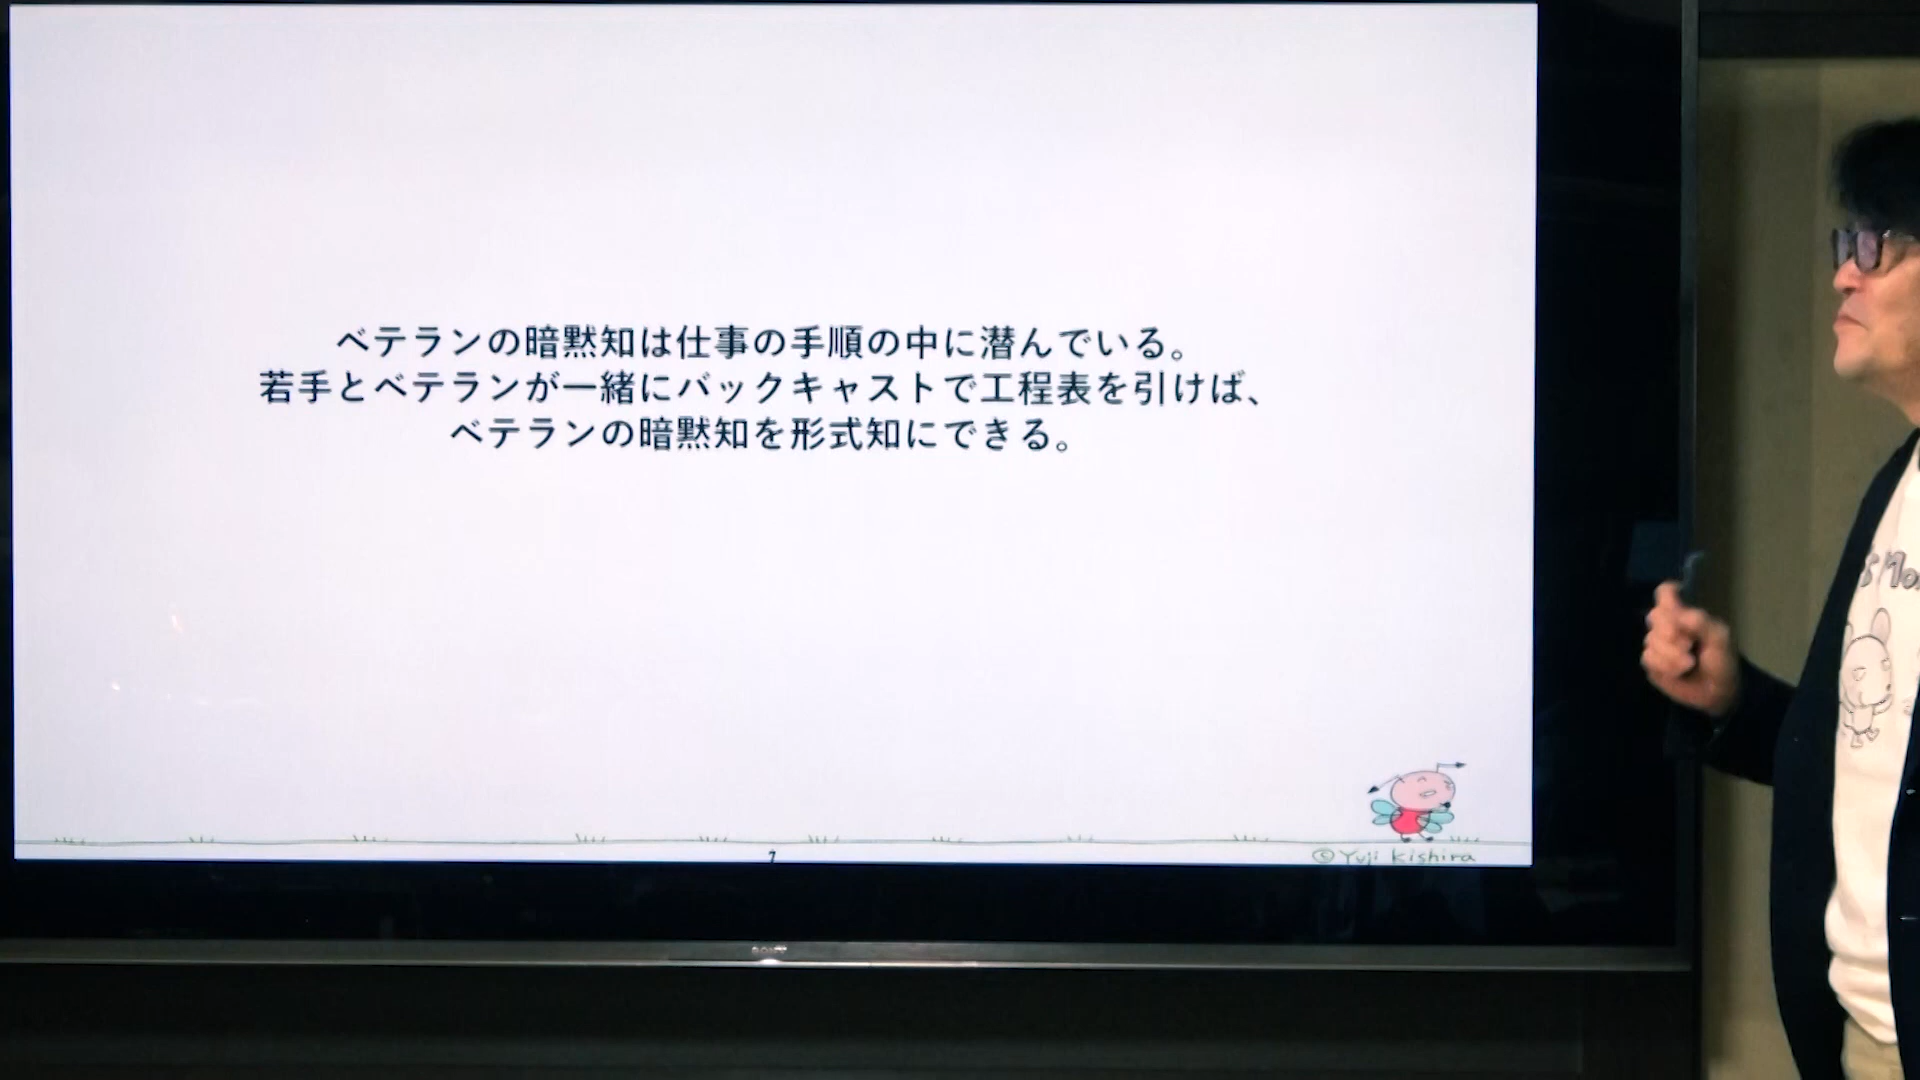 ベテランの暗黙知は仕事の手順の中に潜んでいる。
若手とベテランが一緒にバックキャストで工程表を引けば、
ベテランの暗黙知を形式知にできる。
7
©Yuji Kishira
SONY